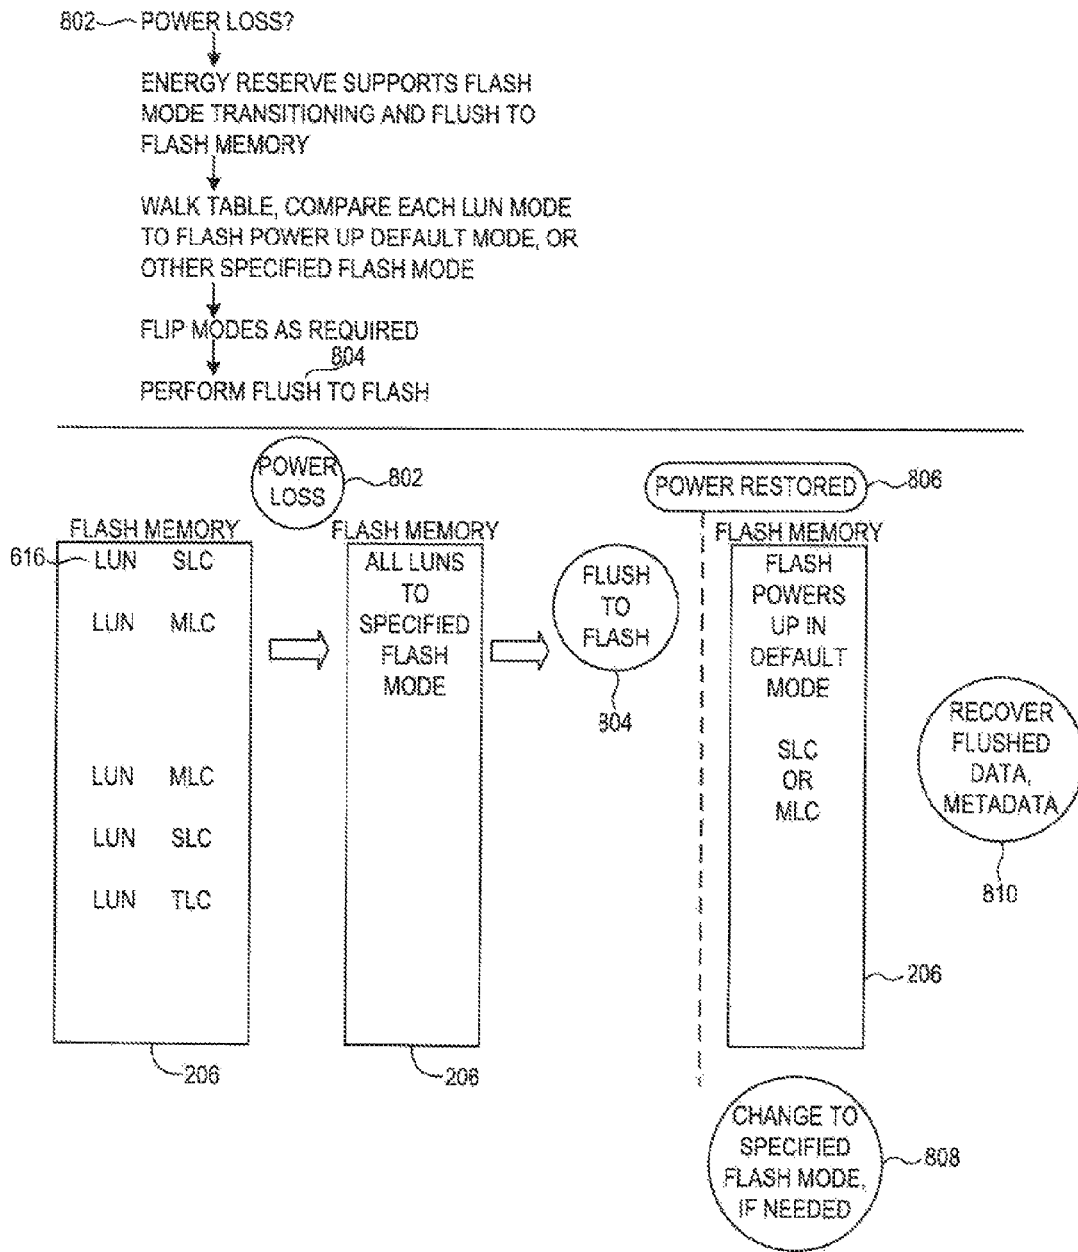 802 POWER LOSS?
ENERGY RESERVE SUPPORTS FLASH
MODE TRANSITIONING AND FLUSH TO
FLASH MEMORY
WALK TABLE, COMPARE EACH LUN MODE
TO FLASH POWER UP DEFAULT MODE, OR
OTHER SPECIFIED FLASH MODE
FLIP MODES AS REQUIRED
804
PERFORM FLUSH TO FLASH
POWER
LOSS
802
POWER RESTORED
806
FLASH MEMORY
616 LUN SLC
LUN MLC
LUN MLC
LUN SLC
LUN TLC
206
FLASH MEMORY
ALL LUNS
TO
SPECIFIED
FLASH
MODE
206
FLUSH
TO
FLASH
804
FLASH MEMORY
FLASH
POWERS
UP IN
DEFAULT
MODE
SLC
OR
MLC
206
RECOVER
FLUSHED
DATA,
METADATA
810
CHANGE TO
SPECIFIED
FLASH MODE,
IF NEEDED
808